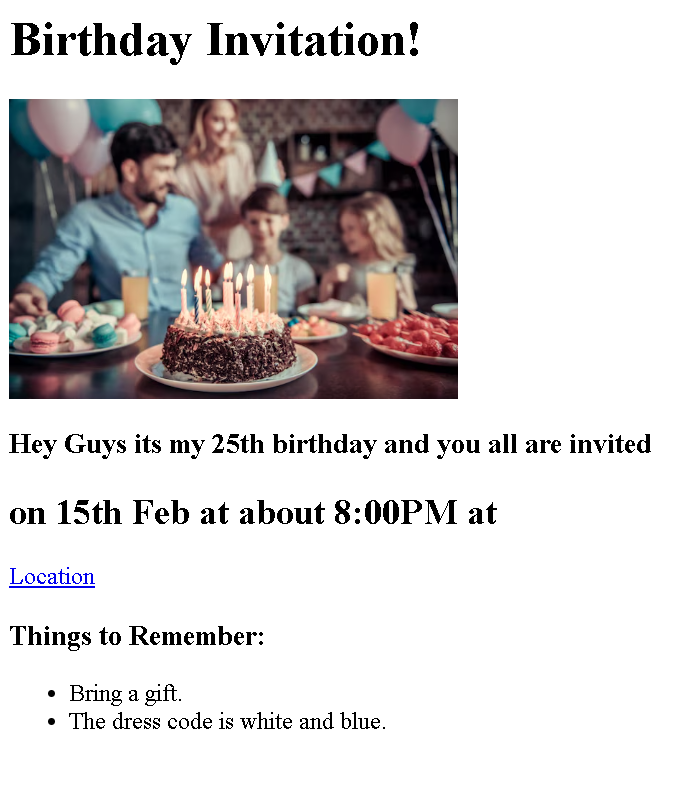 Birthday Invitation!
Hey Guys its my 25th birthday and you all are invited
on 15th Feb at about 8:00PM at
Location
Things to Remember:
• Bring a gift.
• The dress code is white and blue.